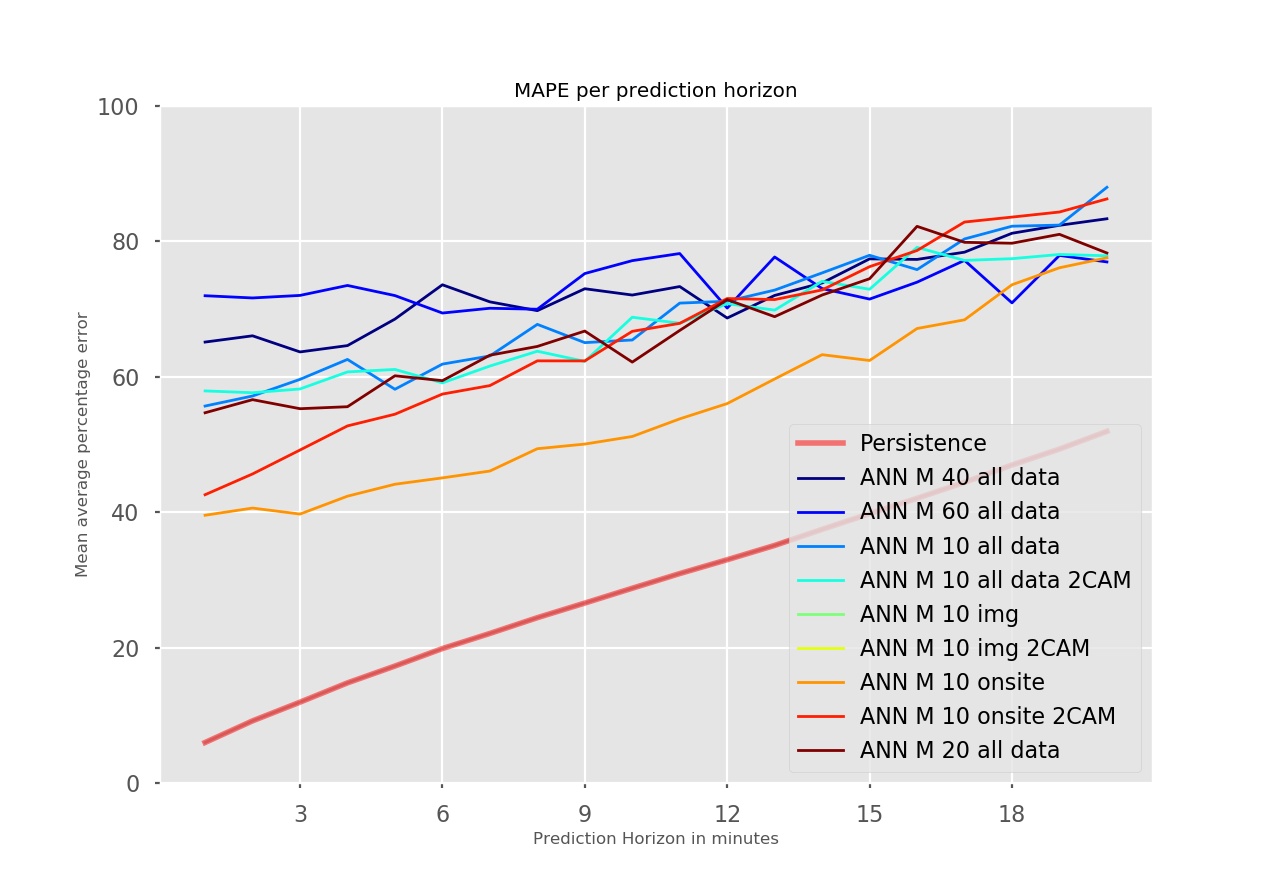 MAPE per prediction horizon
100
80
60
40
20
0
Mean average percentage error
3 6 9 12 15 18
Prediction Horizon in minutes
Persistence
ANN M 40 all data
ANN M 60 all data
ANN M 10 all data
ANN M 10 all data 2CAM
ANN M 10 img
ANN M 10 img 2CAM
ANN M 10 onsite
ANN M 10 onsite 2CAM
ANN M 20 all data